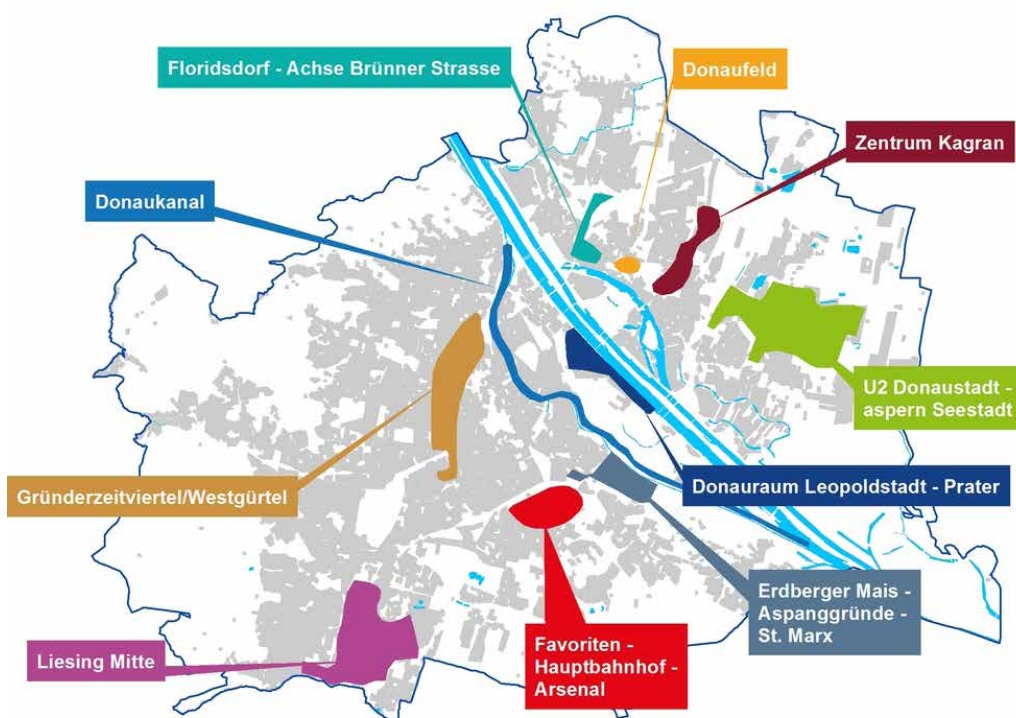 Floridsdorf - Achse Brünner Strasse
Donaufeld
Zentrum Kagran
Donaukanal
U2 Donaustadt -
aspern Seestadt
Gründerzeitviertel/Westgürtel
Donauraum Leopoldstadt - Prater
Erdberger Mais -
Aspanggründe -
St. Marx
Favoriten -
Hauptbahnhof -
Arsenal
Liesing Mitte